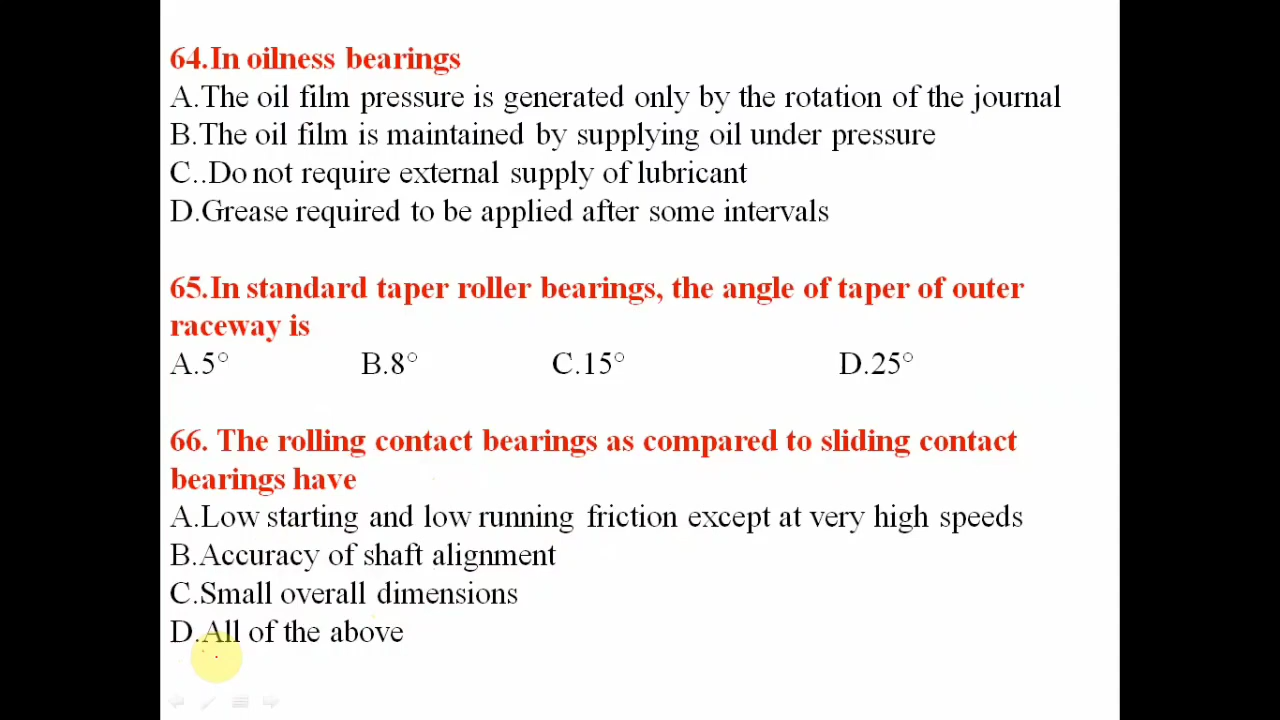 64.In oilness bearings
A.The oil film pressure is generated only by the rotation of the journal
B.The oil film is maintained by supplying oil under pressure
C..Do not require external supply of lubricant
D.Grease required to be applied after some intervals
65.In standard taper roller bearings, the angle of taper of outer
raceway is
A.5° B.8° C.15° D.25°
66. The rolling contact bearings as compared to sliding contact
bearings have
A.Low starting and low running friction except at very high speeds
B.Accuracy of shaft alignment
C.Small overall dimensions
D.All of the above